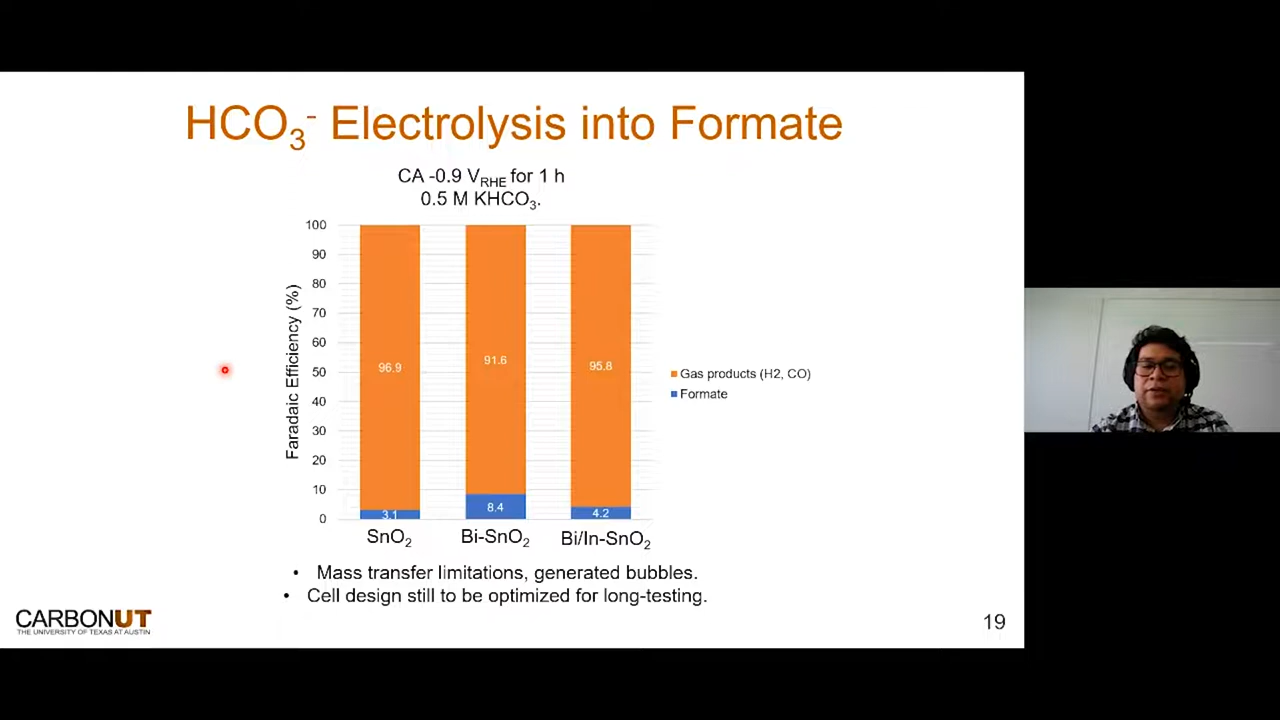 HCO3- Electrolysis into Formate
CA -0.9 VRHE for 1 h
0.5 M KHCO3.
Faradaic Efficiency (%)
100
90
80
70
60
50
40
30
20
10
0
96.9
91.6
95.8
3.1
8.4
4.2
SnO2
Bi-SnO2
Bi/In-SnO2
Gas products (H2, CO)
Formate
• Mass transfer limitations, generated bubbles.
• Cell design still to be optimized for long-testing.
CARBONUT
THE UNIVERSITY OF TEXAS AT AUSTIN
19